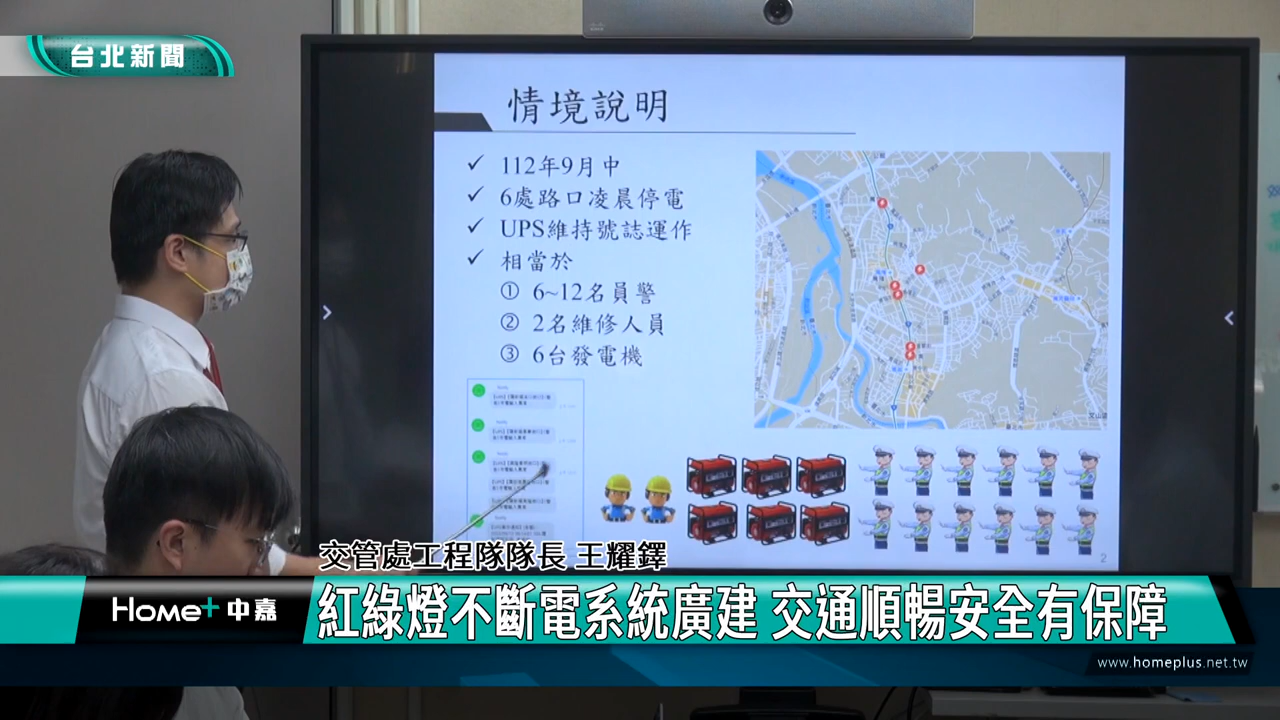 台北新聞
情境說明
112年9月中
6處路口凌晨停電
UPS維持號誌運作
相當於
① 6~12名員警
② 2名維修人員
③ 6台發電機
文山區
2
交管處工程隊隊長 王耀鐸
Home+ 中嘉
紅綠燈不斷電系統廣建 交通順暢安全有保障
www.homeplus.net.tw